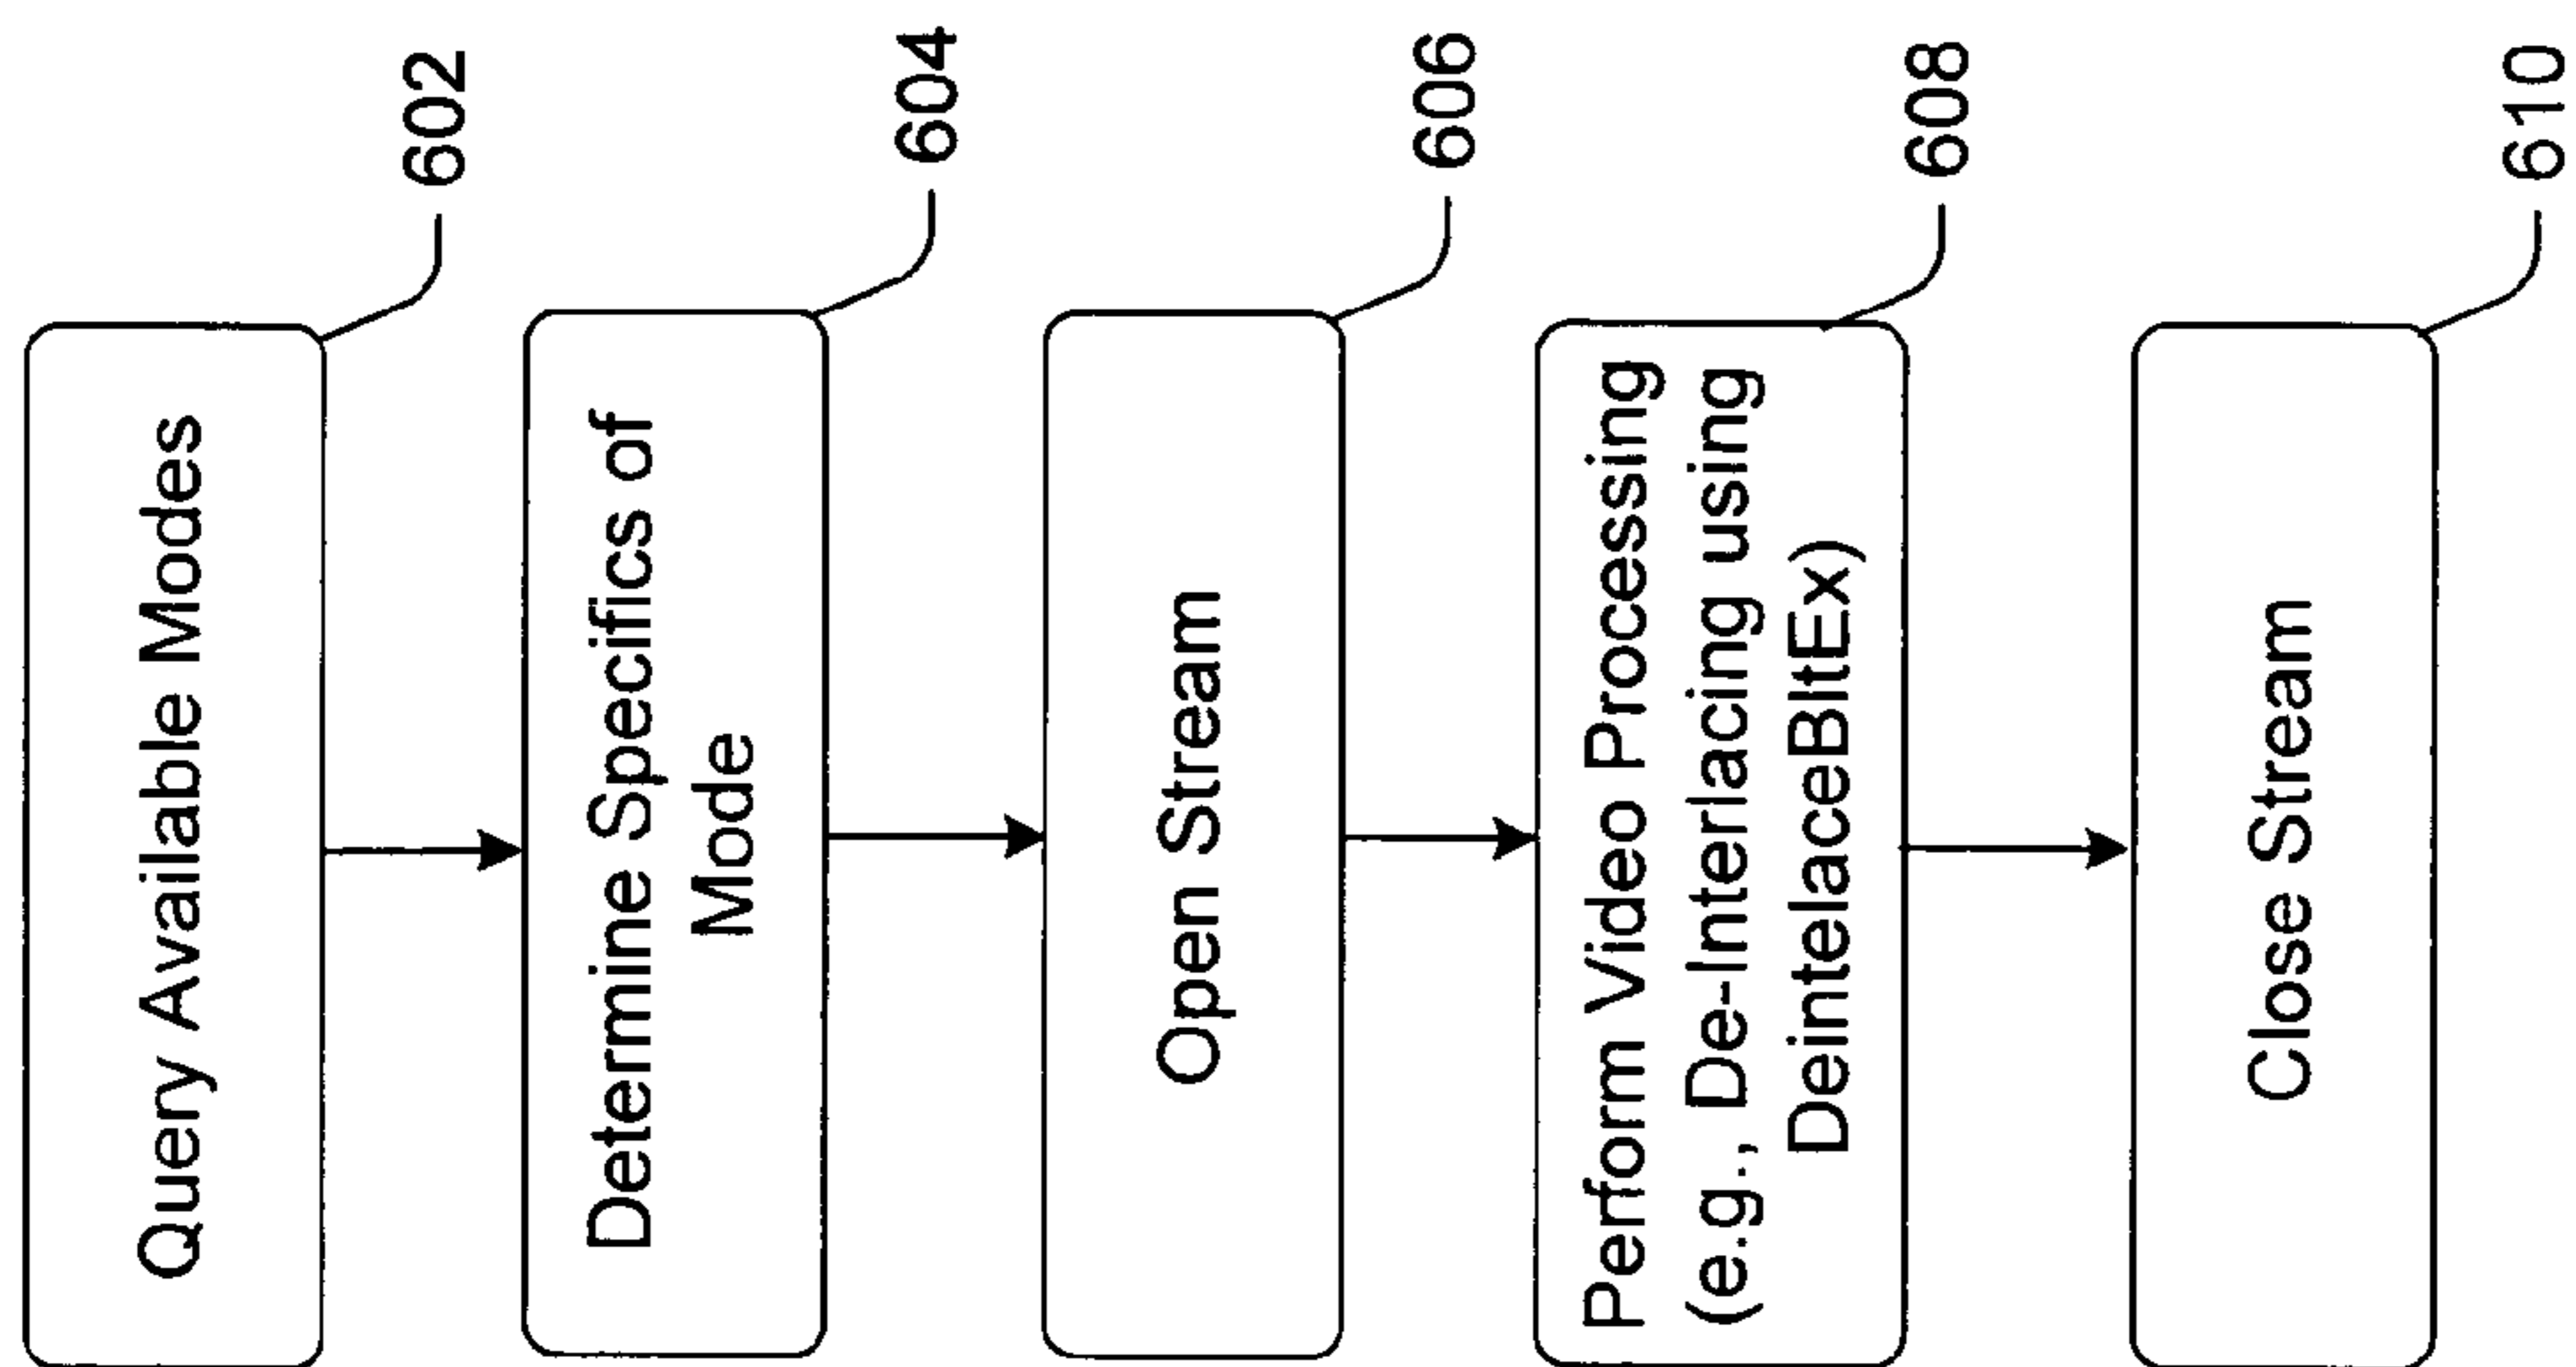 Query Available Modes
602
Determine Specifics of
Mode
604
Open Stream
606
Perform Video Processing
(e.g., De-Interlacing using
DeintelaceBltEx)
608
Close Stream
610